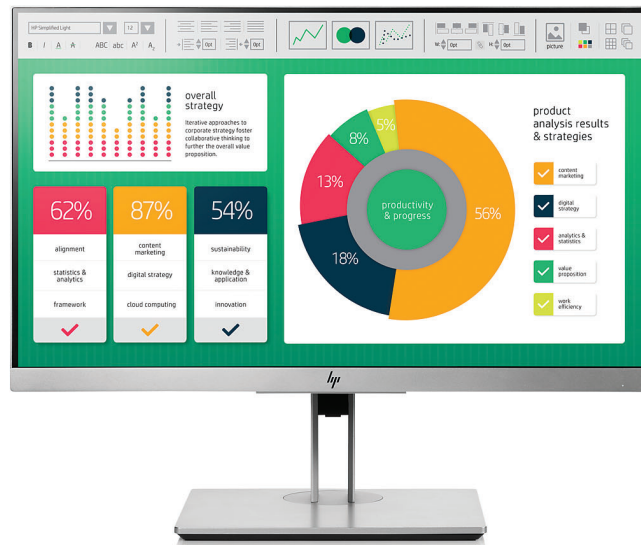 HP Simplified Light
12
B I A A ABC abc A² A₂
0pt
0pt
W: 0pt
H: 0pt
picture
overall
strategy
Iterative approaches to
corporate strategy foster
collaborative thinking to
further the overall value
proposition.
62%
alignment
statistics &
analytics
framework
87%
content
marketing
digital strategy
cloud computing
54%
sustainability
knowledge &
application
innovation
5%
8%
13%
18%
56%
productivity
& progress
product
analysis results
& strategies
content
marketing
digital
strategy
analytics &
statistics
value
proposition
work
efficiency
hp